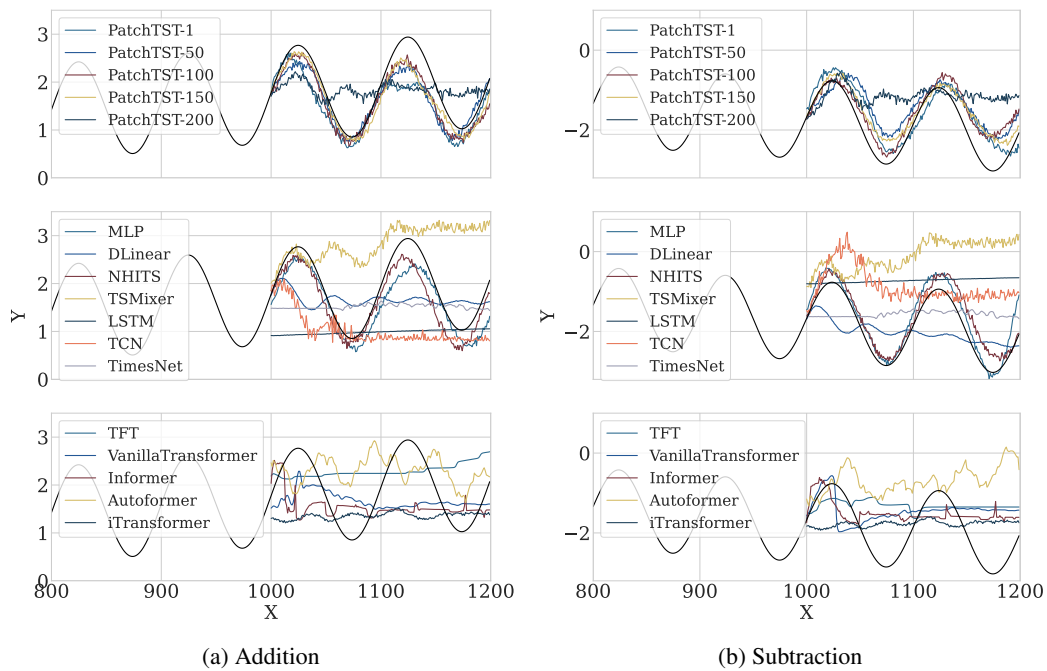 3
2
1
0
PatchTST-1
PatchTST-50
PatchTST-100
PatchTST-150
PatchTST-200
0
−2
PatchTST-1
PatchTST-50
PatchTST-100
PatchTST-150
PatchTST-200
Y
3
2
1
0
MLP
DLinear
NHITS
TSMixer
LSTM
TCN
TimesNet
Y
0
−2
MLP
DLinear
NHITS
TSMixer
LSTM
TCN
TimesNet
3
2
1
0
TFT
VanillaTransformer
Informer
Autoformer
iTransformer
800 900 1000 1100 1200
X
0
−2
TFT
VanillaTransformer
Informer
Autoformer
iTransformer
800 900 1000 1100 1200
X
(a) Addition
(b) Subtraction